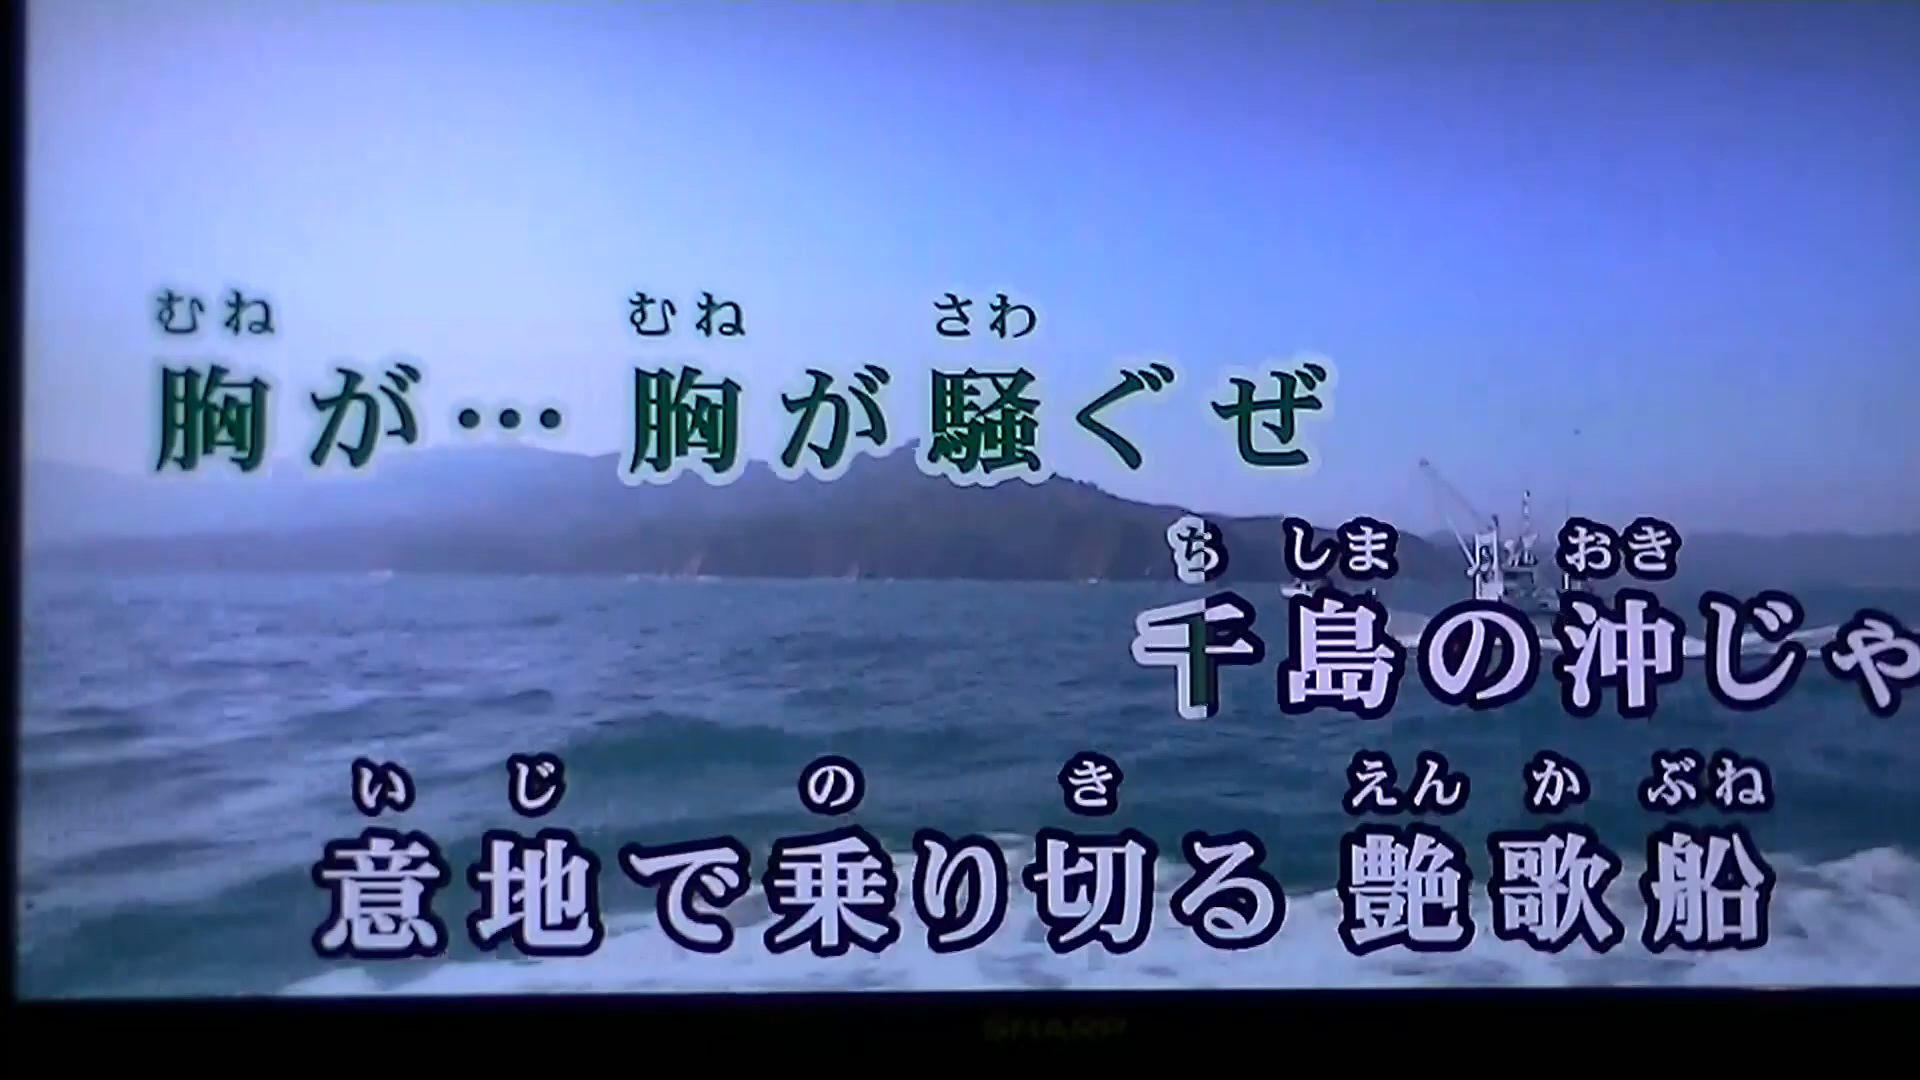 むね むね さわ
胸が… 胸が騒ぐぜ
ち しま おき
千島の沖じゃ
い じ の き えん か ぶね
意地で乗り切る 艶歌船
SHARP